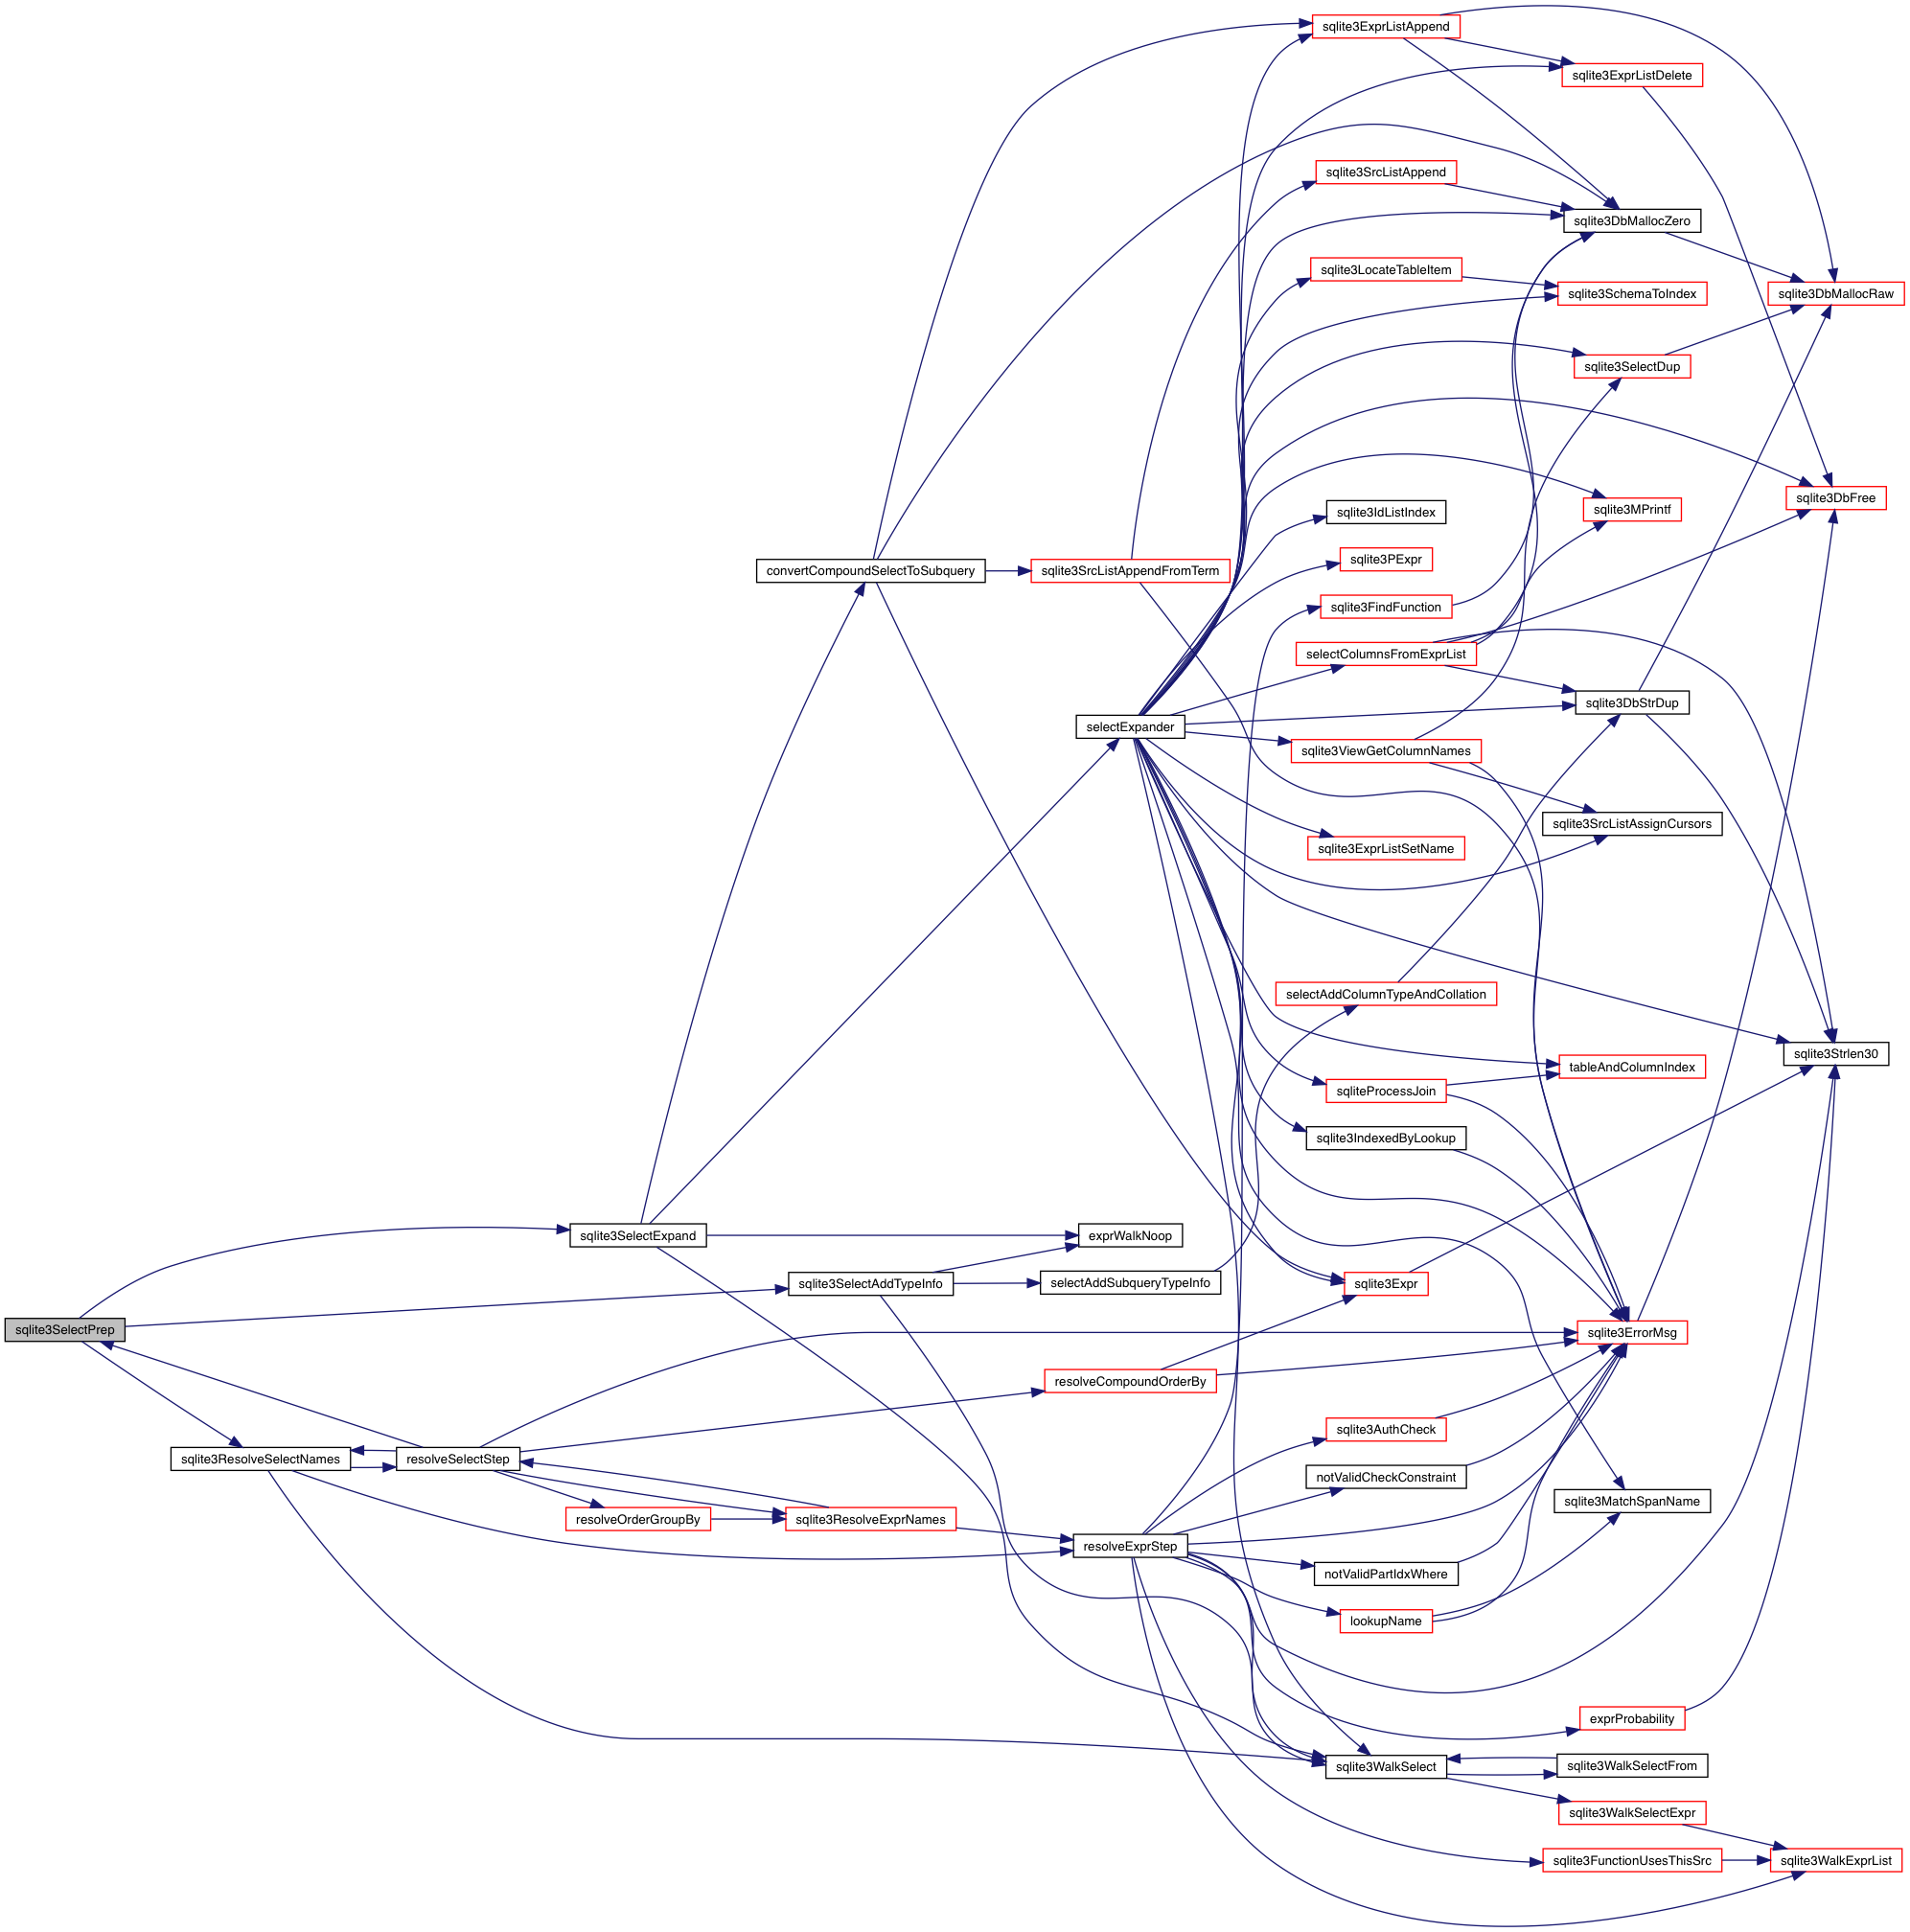 sqlite3ExprListAppend
sqlite3ExprListDelete
sqlite3SrcListAppend
sqlite3DbMallocZero
sqlite3LocateTableItem
sqlite3SchemaToIndex
sqlite3DbMallocRaw
sqlite3SelectDup
sqlite3DbFree
sqlite3IdListIndex
sqlite3MPrintf
sqlite3PExpr
convertCompoundSelectToSubquery
sqlite3SrcListAppendFromTerm
sqlite3FindFunction
selectColumnsFromExprList
sqlite3DbStrDup
selectExpander
sqlite3ViewGetColumnNames
sqlite3SrcListAssignCursors
sqlite3ExprListSetName
selectAddColumnTypeAndCollation
sqlite3Strlen30
tableAndColumnIndex
sqliteProcessJoin
sqlite3IndexedByLookup
sqlite3SelectExpand
exprWalkNoop
sqlite3SelectAddTypeInfo
selectAddSubqueryTypeInfo
sqlite3Expr
sqlite3SelectPrep
sqlite3ErrorMsg
resolveCompoundOrderBy
sqlite3AuthCheck
sqlite3ResolveSelectNames
resolveSelectStep
notValidCheckConstraint
sqlite3MatchSpanName
resolveOrderGroupBy
sqlite3ResolveExprNames
resolveExprStep
notValidPartIdxWhere
lookupName
exprProbability
sqlite3WalkSelect
sqlite3WalkSelectFrom
sqlite3WalkSelectExpr
sqlite3FunctionUsesThisSrc
sqlite3WalkExprList